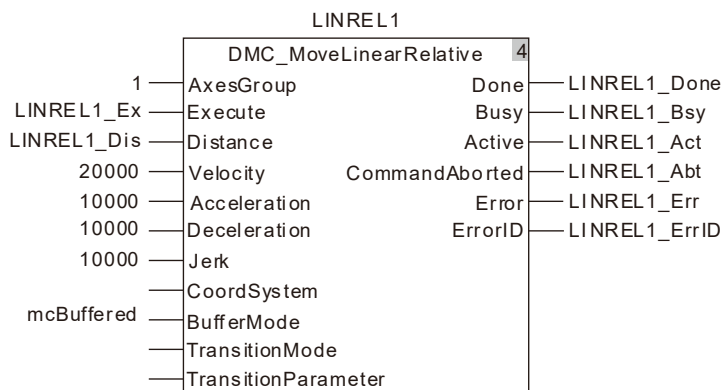 LINREL1
DMC_MoveLinearRelative 4
1 AxesGroup Done LINREL1_Done
LINREL1_Ex Execute Busy LINREL1_Bsy
LINREL1_Dis Distance Active LINREL1_Act
20000 Velocity CommandAborted LINREL1_Abt
10000 Acceleration Error LINREL1_Err
10000 Deceleration ErrorID LINREL1_ErrID
10000 Jerk
CoordSystem
mcBuffered BufferMode
TransitionMode
TransitionParameter